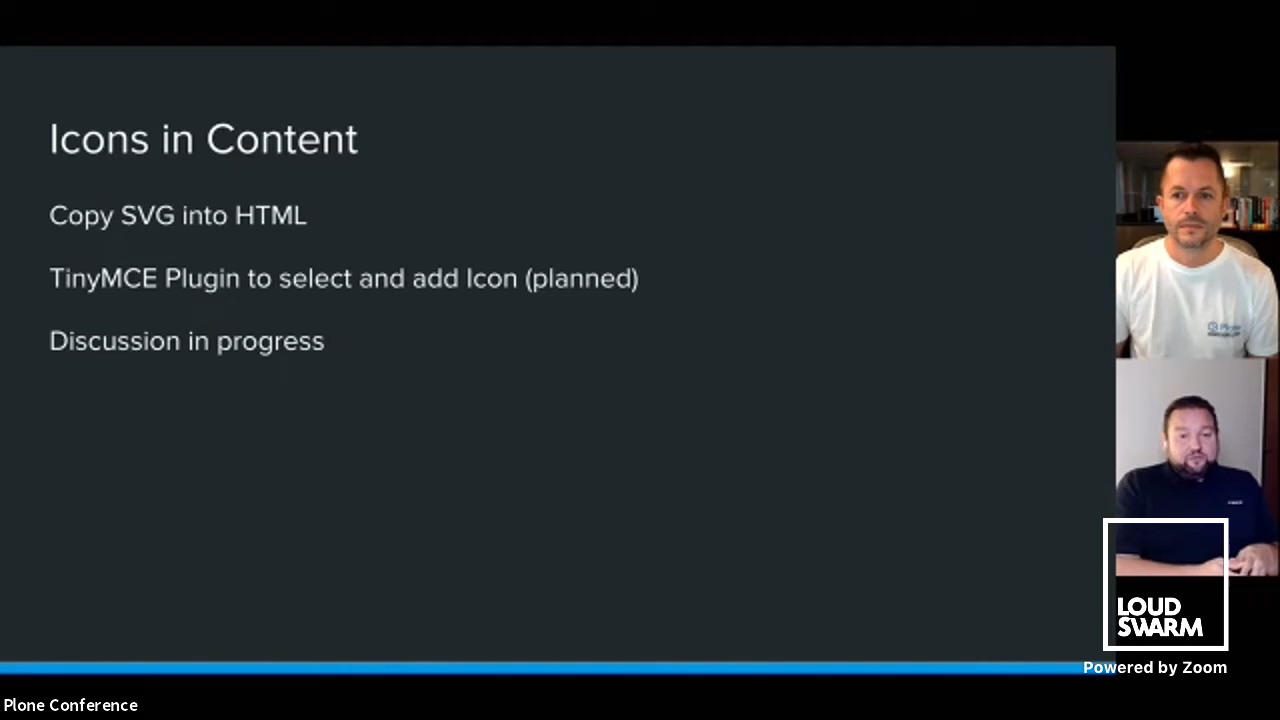 Icons in Content
Copy SVG into HTML
TinyMCE Plugin to select and add Icon (planned)
Discussion in progress
LOUD
SWARM
Powered by Zoom
Plone Conference